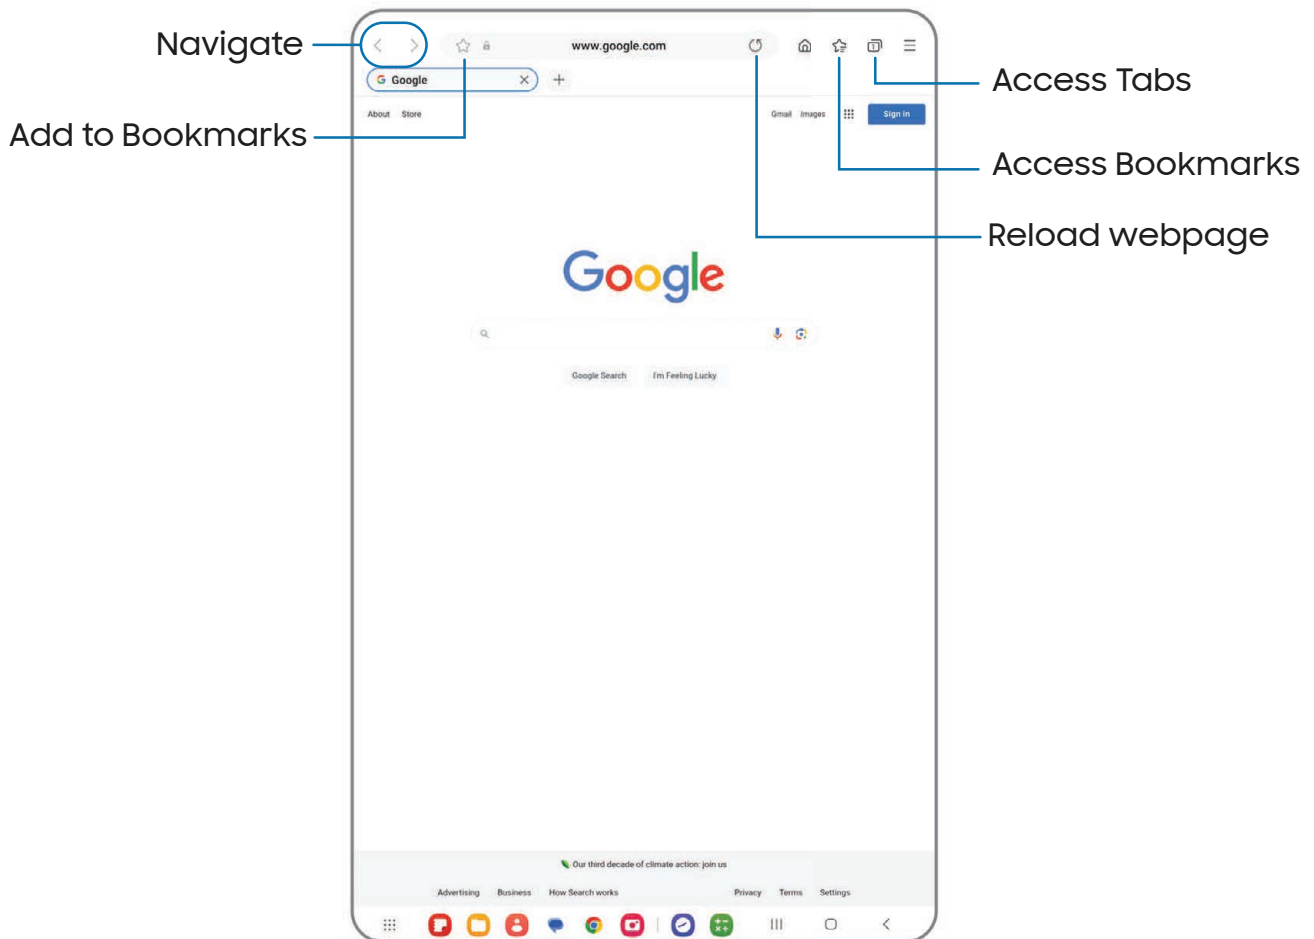 Navigate
www.google.com
1
G Google
Access Tabs
About Store
Gmail Images
Sign in
Add to Bookmarks
Access Bookmarks
Reload webpage
Google
Google Search
I'm Feeling Lucky
Our third decade of climate action: join us
Advertising Business How Search works
Privacy Terms Settings